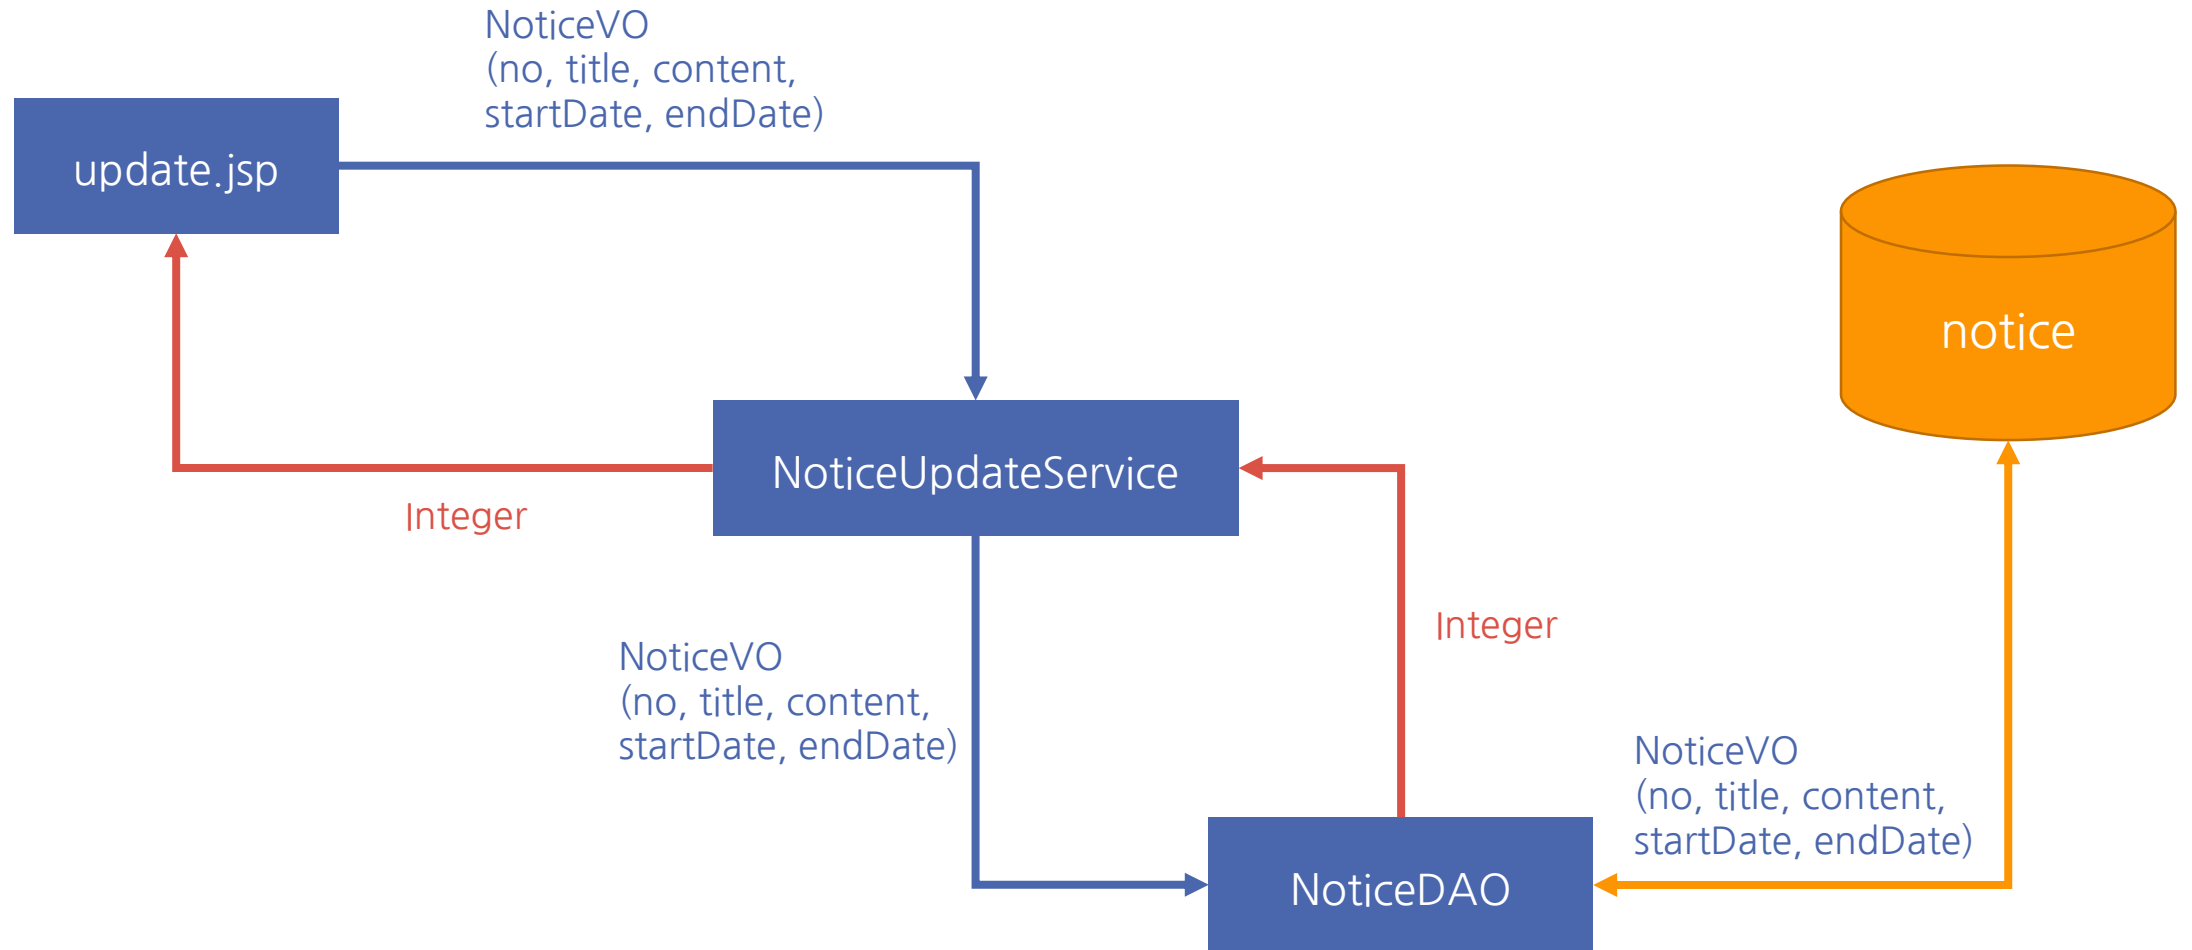 NoticeVO
(no, title, content,
startDate, endDate)
update.jsp
notice
NoticeUpdateService
Integer
Integer
NoticeVO
(no, title, content,
startDate, endDate)
NoticeVO
(no, title, content,
startDate, endDate)
NoticeDAO